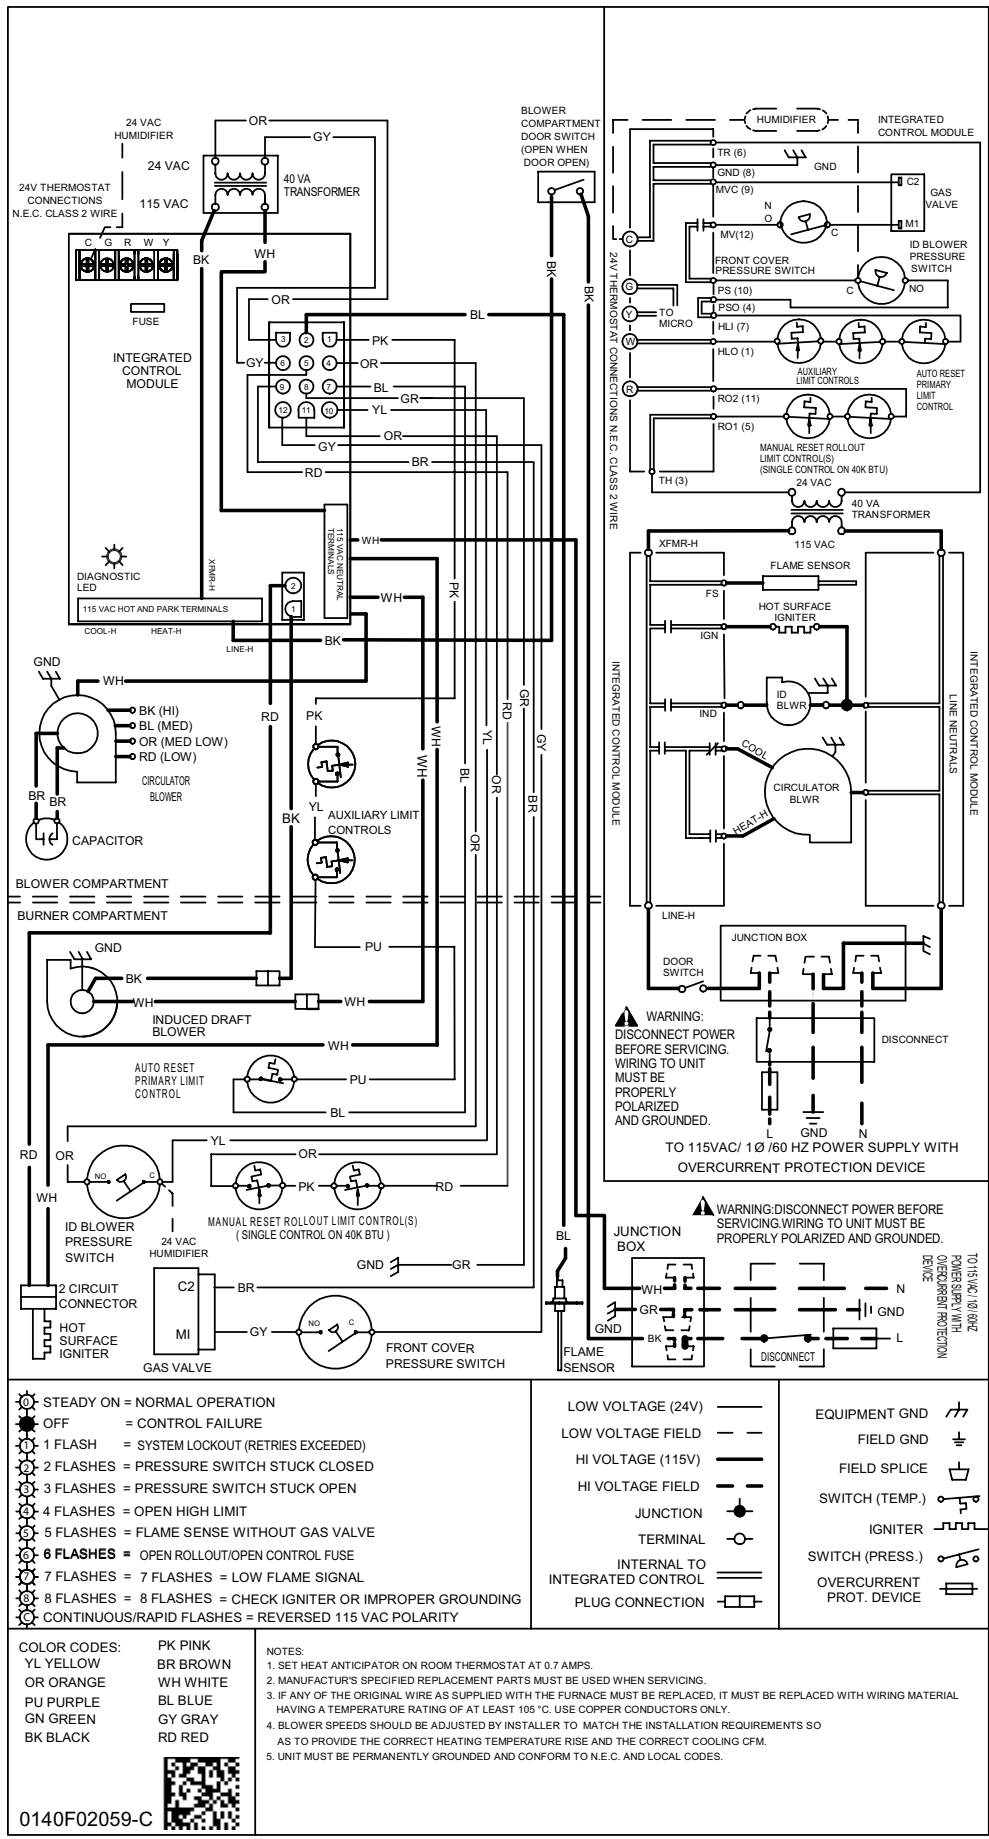 24 VAC
HUMIDIFIER
24V THERMOSTAT
CONNECTIONS
N.E.C. CLASS 2 WIRE
24 VAC
115 VAC
40 VA
TRANSFORMER
OR
GY
C G R W Y
FUSE
INTEGRATED
CONTROL
MODULE
BK
WH
OR
3 2 1
6 5 4
9 8 7
12 11 10
GY
PK
OR
BL
GR
YL
OR
GY
BR
RD
BL
BLOWER
COMPARTMENT
DOOR SWITCH
(OPEN WHEN
DOOR OPEN)
BK
BK
DIAGNOSTIC
LED
XFMR-H
115 VAC HOT AND PARK TERMINALS
COOL-H HEAT-H
LINE-H
2
1
115 VAC NEUTRAL
TERMINALS
WH
WH
BK
PK
GND
WH
BK (HI)
BL (MED)
OR (MED LOW)
RD (LOW)
CIRCULATOR
BLOWER
BR
BR
CAPACITOR
RD
BK
PK
YL
AUXILIARY LIMIT
CONTROLS
WH
WH
BL
OR
YL
OR
RD
GR
BR
GY
BLOWER COMPARTMENT
BURNER COMPARTMENT
PU
GND
BK
WH
WH
INDUCED DRAFT
BLOWER
WH
AUTO RESET
PRIMARY LIMIT
CONTROL
PU
BL
YL
OR
RD
OR
WH
NO
C
PK
RD
ID BLOWER
PRESSURE
SWITCH
24 VAC
HUMIDIFIER
MANUAL RESET ROLLOUT LIMIT CONTROL(S)
( SINGLE CONTROL ON 40K BTU )
GND
GR
2 CIRCUIT
CONNECTOR
HOT
SURFACE
IGNITER
C2
MI
GAS VALVE
BR
GY
NO
C
FRONT COVER
PRESSURE SWITCH
BL
FLAME
SENSOR
HUMIDIFIER
INTEGRATED
CONTROL MODULE
TR (6)
GND
GND (8)
MVC (9)
C2
GAS
VALVE
M1
N
O
C
MV(12)
C
24V THERMOSTAT CONNECTIONS N.E.C. CLASS 2 WIRE
FRONT COVER
PRESSURE SWITCH
ID BLOWER
PRESSURE
SWITCH
C
NO
G
PS (10)
PSO (4)
Y
TO
MICRO
HLI (7)
W
HLO (1)
AUXILIARY
LIMIT CONTROLS
AUTO RESET
PRIMARY
LIMIT
CONTROL
R
RO2 (11)
RO1 (5)
MANUAL RESET ROLLOUT
LIMIT CONTROL(S)
(SINGLE CONTROL ON 40K BTU)
TH (3)
24 VAC
40 VA
TRANSFORMER
115 VAC
XFMR-H
FLAME SENSOR
FS
HOT SURFACE
IGNITER
IGN
INTEGRATED CONTROL MODULE
IND
ID
BLWR
COOL
CIRCULATOR
BLWR
HEAT-H
LINE NEUTRALS
INTEGRATED CONTROL MODULE
LINE-H
JUNCTION BOX
DOOR
SWITCH
WARNING:
DISCONNECT POWER
BEFORE SERVICING.
WIRING TO UNIT
MUST BE
PROPERLY
POLARIZED
AND GROUNDED.
DISCONNECT
L
GND
N
TO 115VAC/ 1Ø /60 HZ POWER SUPPLY WITH
OVERCURRENT PROTECTION DEVICE
WARNING:DISCONNECT POWER BEFORE
SERVICING.WIRING TO UNIT MUST BE
PROPERLY POLARIZED AND GROUNDED.
JUNCTION
BOX
WH
GR
GND
BK
DISCONNECT
N
GND
L
TO 115 VAC/ 1Ø /60HZ
POWER SUPPLY WITH
OVERCURRENT PROTECTION
DEVICE
0 STEADY ON = NORMAL OPERATION
OFF = CONTROL FAILURE
1 1 FLASH = SYSTEM LOCKOUT (RETRIES EXCEEDED)
2 2 FLASHES = PRESSURE SWITCH STUCK CLOSED
3 3 FLASHES = PRESSURE SWITCH STUCK OPEN
4 4 FLASHES = OPEN HIGH LIMIT
5 5 FLASHES = FLAME SENSE WITHOUT GAS VALVE
6 6 FLASHES = OPEN ROLLOUT/OPEN CONTROL FUSE
7 7 FLASHES = 7 FLASHES = LOW FLAME SIGNAL
8 8 FLASHES = 8 FLASHES = CHECK IGNITER OR IMPROPER GROUNDING
C CONTINUOUS/RAPID FLASHES = REVERSED 115 VAC POLARITY
LOW VOLTAGE (24V)
LOW VOLTAGE FIELD
HI VOLTAGE (115V)
HI VOLTAGE FIELD
JUNCTION
TERMINAL
INTERNAL TO
INTEGRATED CONTROL
PLUG CONNECTION
EQUIPMENT GND
FIELD GND
FIELD SPLICE
SWITCH (TEMP.)
IGNITER
SWITCH (PRESS.)
OVERCURRENT
PROT. DEVICE
COLOR CODES:
YL YELLOW
OR ORANGE
PU PURPLE
GN GREEN
BK BLACK
PK PINK
BR BROWN
WH WHITE
BL BLUE
GY GRAY
RD RED
0140F02059-C
NOTES:
1. SET HEAT ANTICIPATOR ON ROOM THERMOSTAT AT 0.7 AMPS.
2. MANUFACTUR'S SPECIFIED REPLACEMENT PARTS MUST BE USED WHEN SERVICING.
3. IF ANY OF THE ORIGINAL WIRE AS SUPPLIED WITH THE FURNACE MUST BE REPLACED, IT MUST BE REPLACED WITH WIRING MATERIAL
HAVING A TEMPERATURE RATING OF AT LEAST 105 °C. USE COPPER CONDUCTORS ONLY.
4. BLOWER SPEEDS SHOULD BE ADJUSTED BY INSTALLER TO MATCH THE INSTALLATION REQUIREMENTS SO
AS TO PROVIDE THE CORRECT HEATING TEMPERATURE RISE AND THE CORRECT COOLING CFM.
5. UNIT MUST BE PERMANENTLY GROUNDED AND CONFORM TO N.E.C. AND LOCAL CODES.